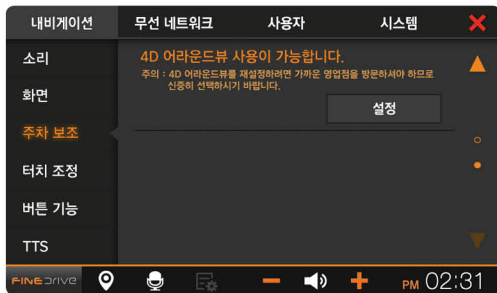 내비게이션 무선 네트워크 사용자 시스템
소리
화면
주차 보조
터치 조정
버튼 기능
TTS
4D 어라운드뷰 사용이 가능합니다.
주의 : 4D 어라운드뷰를 재설정하려면 가까운 영업점을 방문하셔야 하므로
신중히 선택하시기 바랍니다.
설정
FINEDRIVE PM 02:31